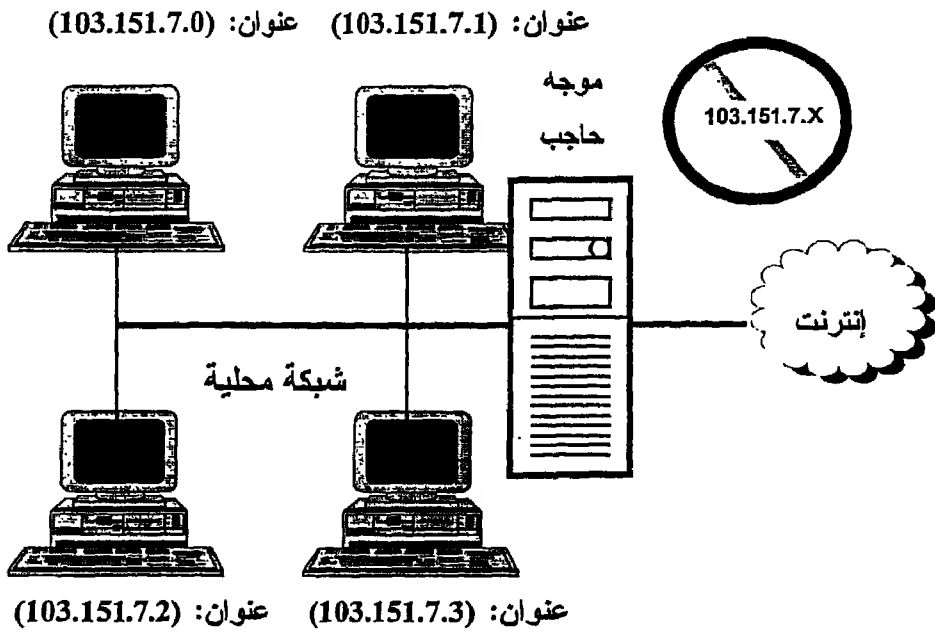 عنوان: (103.151.7.1)
عنوان: (103.151.7.0)
موجه
حاجب
103.151.7.X
إنترنت
شبكة محلية
عنوان: (103.151.7.3)
عنوان: (103.151.7.2)